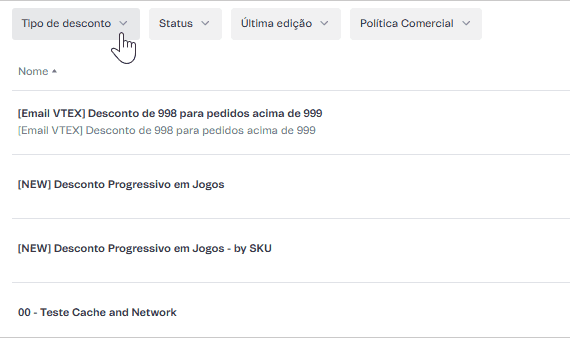 Tipo de desconto Status Última edição Política Comercial
Nome
[Email VTEX] Desconto de 998 para pedidos acima de 999
[Email VTEX] Desconto de 998 para pedidos acima de 999
[NEW] Desconto Progressivo em Jogos
[NEW] Desconto Progressivo em Jogos - by SKU
00 - Teste Cache and Network